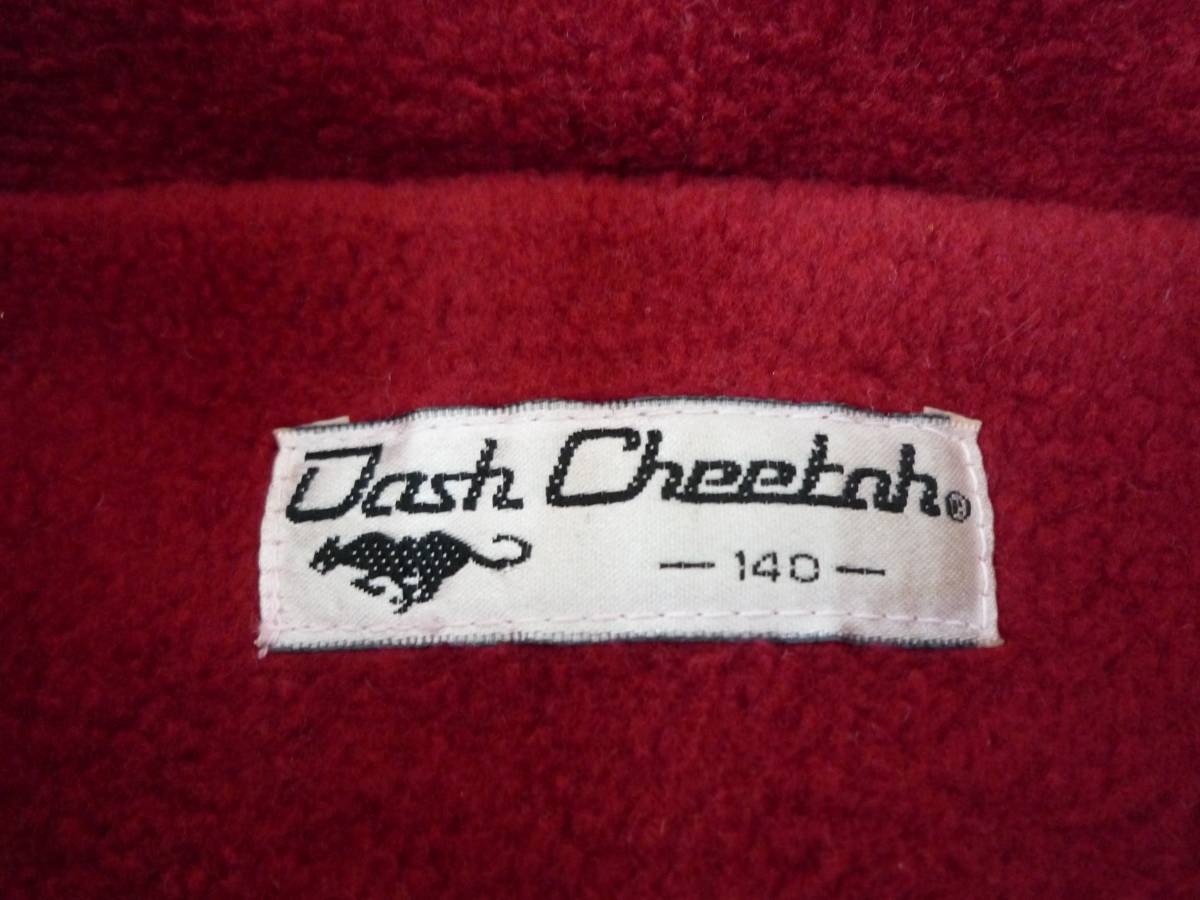 Dash Cheetah®
— 140 —